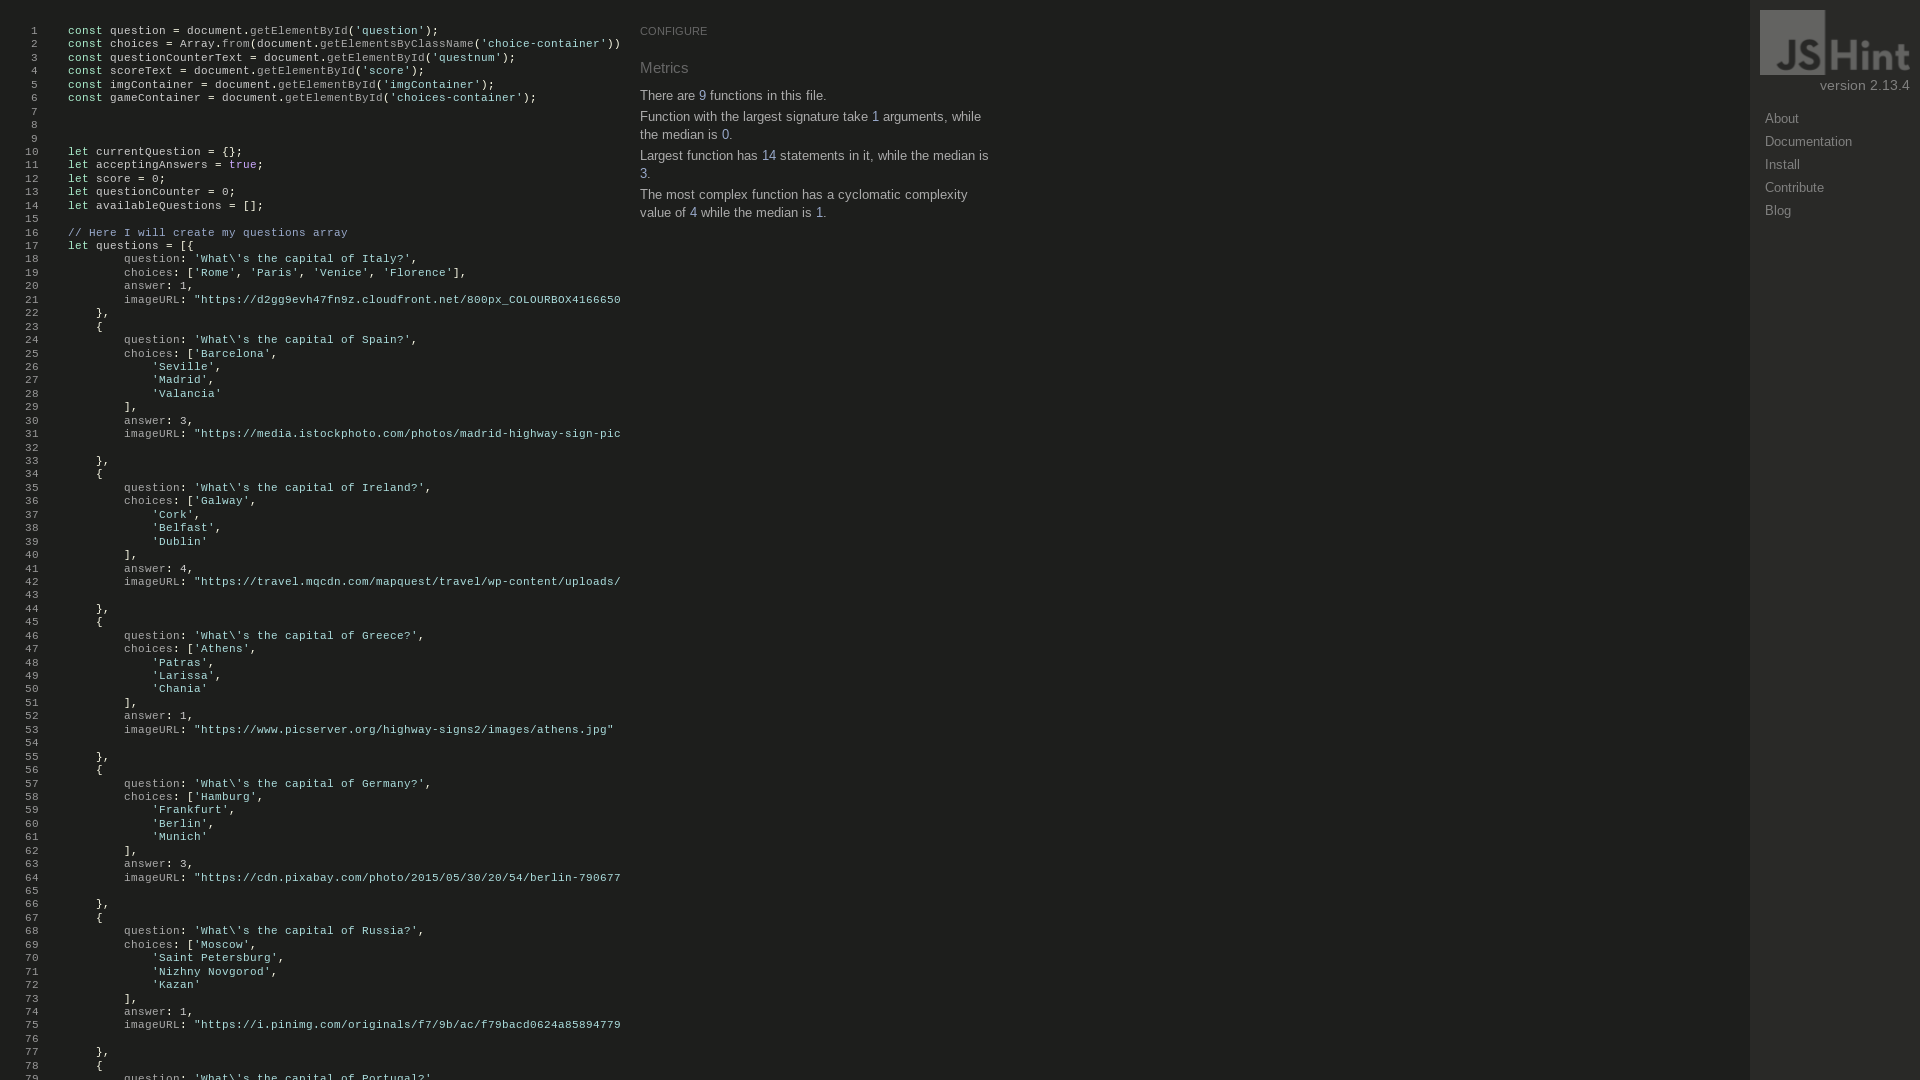 1 const question = document.getElementById('question');
2 const choices = Array.from(document.getElementsByClassName('choice-container'))
3 const questionCounterText = document.getElementById('questnum');
4 const scoreText = document.getElementById('score');
5 const imgContainer = document.getElementById('imgContainer');
6 const gameContainer = document.getElementById('choices-container');
7
8
9
10 let currentQuestion = {};
11 let acceptingAnswers = true;
12 let score = 0;
13 let questionCounter = 0;
14 let availableQuestions = [];
15
16 // Here I will create my questions array
17 let questions = [{
18 question: 'What\'s the capital of Italy?',
19 choices: ['Rome', 'Paris', 'Venice', 'Florence'],
20 answer: 1,
21 imageURL: "https://d2gg9evh47fn9z.cloudfront.net/800px_COLOURBOX4166650
22 },
23 {
24 question: 'What\'s the capital of Spain?',
25 choices: ['Barcelona',
26 'Seville',
27 'Madrid',
28 'Valancia'
29 ],
30 answer: 3,
31 imageURL: "https://media.istockphoto.com/photos/madrid-highway-sign-pic
32
33 },
34 {
35 question: 'What\'s the capital of Ireland?',
36 choices: ['Galway',
37 'Cork',
38 'Belfast',
39 'Dublin'
40 ],
41 answer: 4,
42 imageURL: "https://travel.mqcdn.com/mapquest/travel/wp-content/uploads/
43
44 },
45 {
46 question: 'What\'s the capital of Greece?',
47 choices: ['Athens',
48 'Patras',
49 'Larissa',
50 'Chania'
51 ],
52 answer: 1,
53 imageURL: "https://www.picserver.org/highway-signs2/images/athens.jpg"
54
55 },
56 {
57 question: 'What\'s the capital of Germany?',
58 choices: ['Hamburg',
59 'Frankfurt',
60 'Berlin',
61 'Munich'
62 ],
63 answer: 3,
64 imageURL: "https://cdn.pixabay.com/photo/2015/05/30/20/54/berlin-790677
65
66 },
67 {
68 question: 'What\'s the capital of Russia?',
69 choices: ['Moscow',
70 'Saint Petersburg',
71 'Nizhny Novgorod',
72 'Kazan'
73 ],
74 answer: 1,
75 imageURL: "https://i.pinimg.com/originals/f7/9b/ac/f79bacd0624a85894779
76
77 },
78 {
79 question: 'What\'s the capital of Portugal?'
CONFIGURE
Metrics
There are 9 functions in this file.
Function with the largest signature take 1 arguments, while
the median is 0.
Largest function has 14 statements in it, while the median is
3.
The most complex function has a cyclomatic complexity
value of 4 while the median is 1.
JSHint
version 2.13.4
About
Documentation
Install
Contribute
Blog